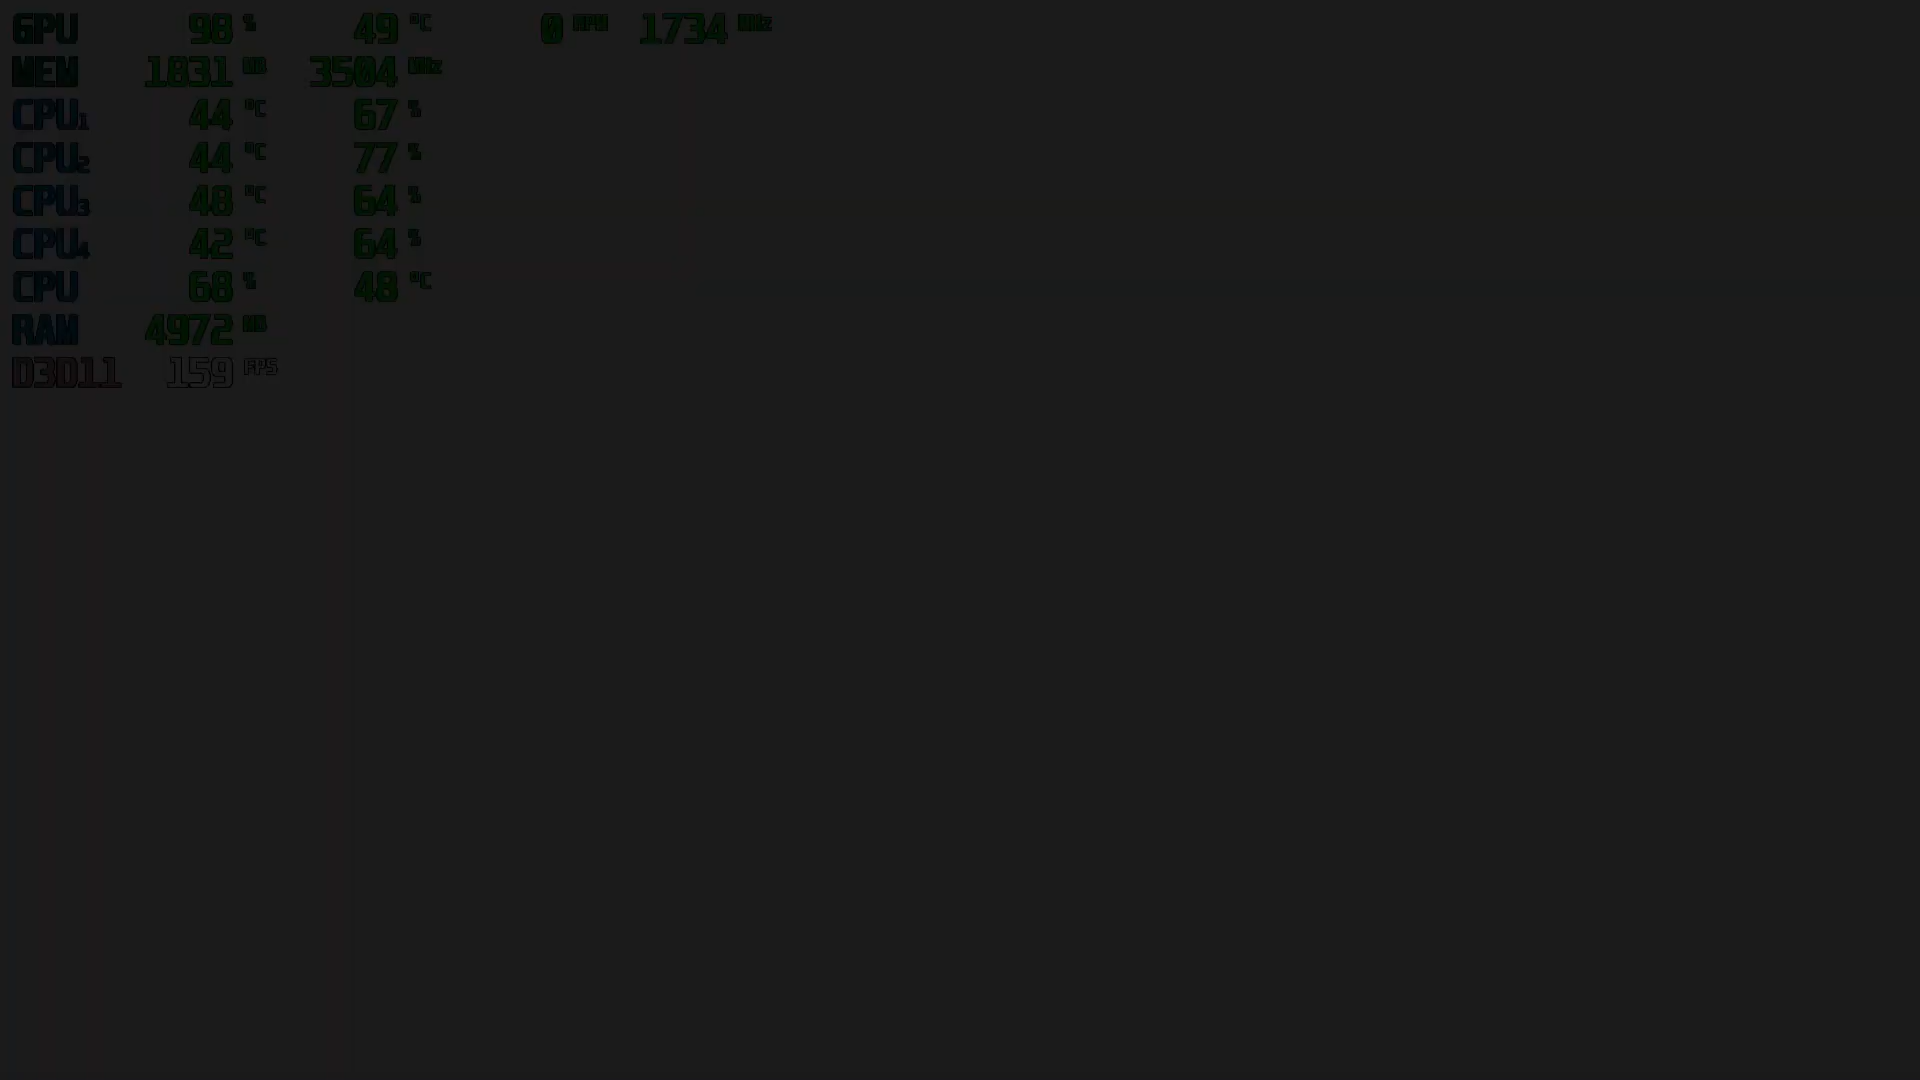 GPU 98 % 49 °C 0 RPM 1734 MHz
MEM 1831 MB 3504 MHz
CPU1 44 °C 67 %
CPU2 44 °C 77 %
CPU3 48 °C 64 %
CPU4 42 °C 64 %
CPU 68 % 48 °C
RAM 4972 MB
D3D11 159 FPS